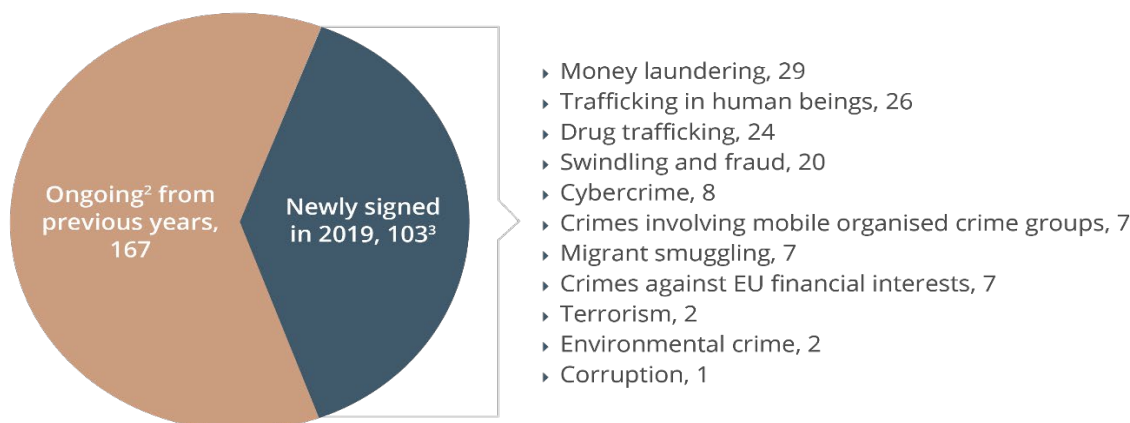 Ongoing² from
previous years,
167
Newly signed
in 2019, 103³
Money laundering, 29
Trafficking in human beings, 26
Drug trafficking, 24
Swindling and fraud, 20
Cybercrime, 8
Crimes involving mobile organised crime groups, 7
Migrant smuggling, 7
Crimes against EU financial interests, 7
Terrorism, 2
Environmental crime, 2
Corruption, 1